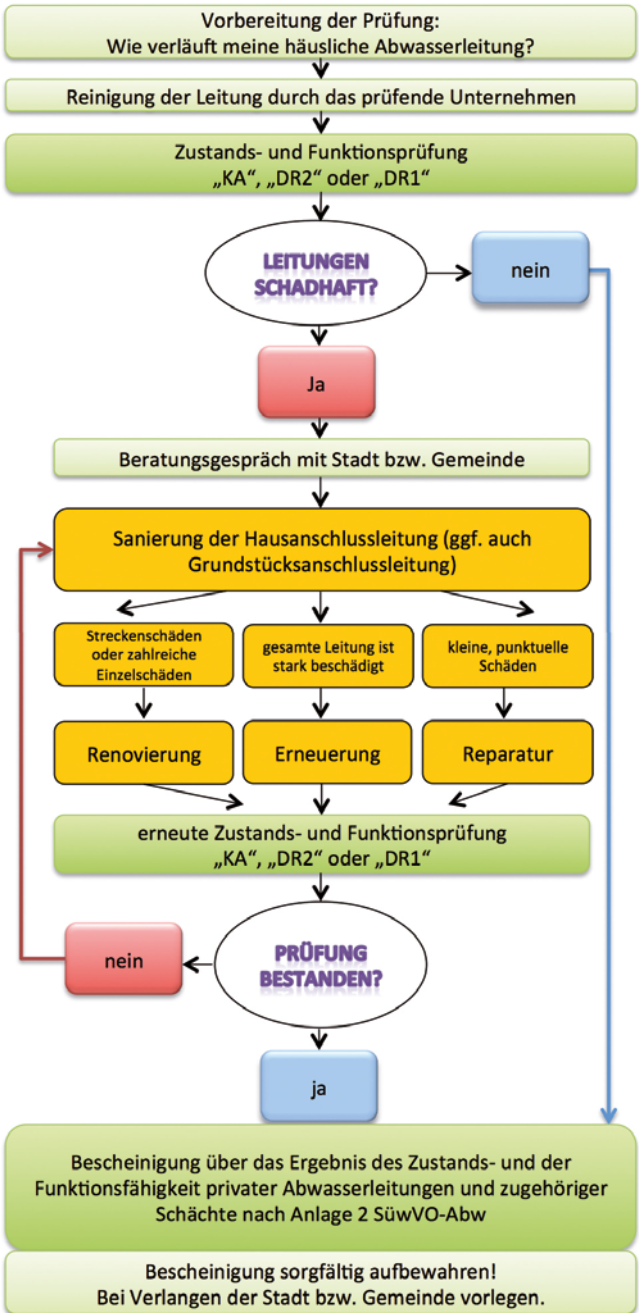 Vorbereitung der Prüfung:
Wie verläuft meine häusliche Abwasserleitung?
Reinigung der Leitung durch das prüfende Unternehmen
Zustands- und Funktionsprüfung
„KA“, „DR2“ oder „DR1“
LEITUNGEN
SCHADHAFT?
nein
Ja
Beratungsgespräch mit Stadt bzw. Gemeinde
Sanierung der Hausanschlussleitung (ggf. auch
Grundstücksanschlussleitung)
Streckenschäden
oder zahlreiche
Einzelschäden
gesamte Leitung ist
stark beschädigt
kleine, punktuelle
Schäden
Renovierung
Erneuerung
Reparatur
erneute Zustands- und Funktionsprüfung
„KA“, „DR2“ oder „DR1“
PRÜFUNG
BESTANDEN?
nein
ja
Bescheinigung über das Ergebnis des Zustands- und der
Funktionsfähigkeit privater Abwasserleitungen und zugehöriger
Schächte nach Anlage 2 SüwVO-Abw
Bescheinigung sorgfältig aufbewahren!
Bei Verlangen der Stadt bzw. Gemeinde vorlegen.